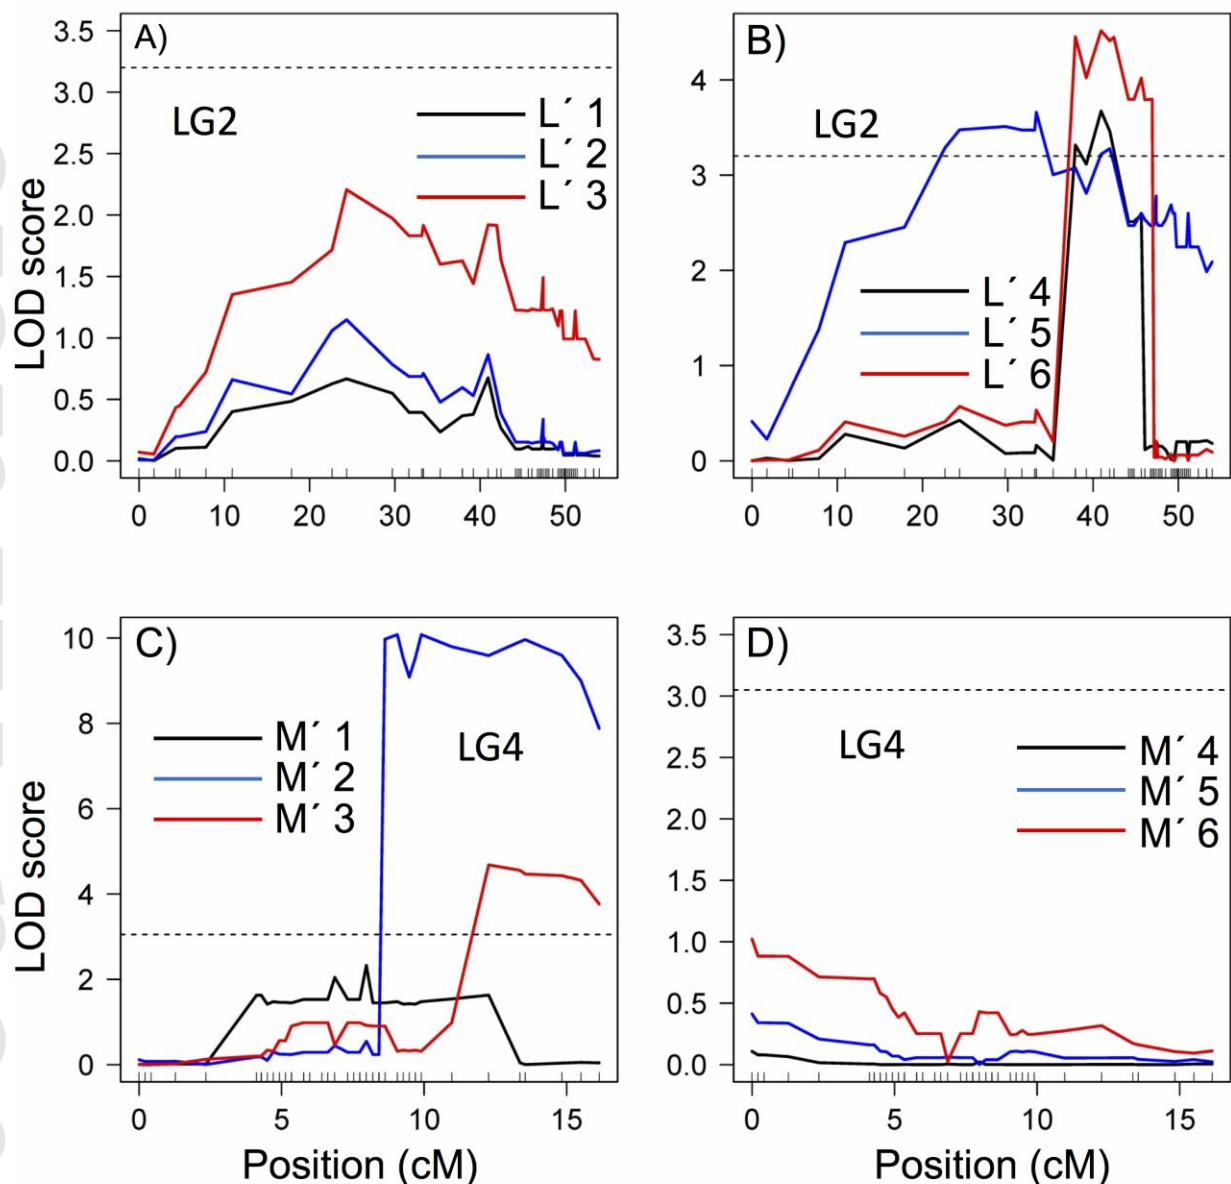 A)
LG2
L´ 1
L´ 2
L´ 3
3.5
3.0
2.5
2.0
1.5
1.0
0.5
0.0
LOD score
0 10 20 30 40 50
B)
LG2
L´ 4
L´ 5
L´ 6
4
3
2
1
0
0 10 20 30 40 50
C)
M´ 1
M´ 2
M´ 3
LG4
10
8
6
4
2
0
LOD score
0 5 10 15
Position (cM)
D)
LG4
M´ 4
M´ 5
M´ 6
3.5
3.0
2.5
2.0
1.5
1.0
0.5
0.0
0 5 10 15
Position (cM)